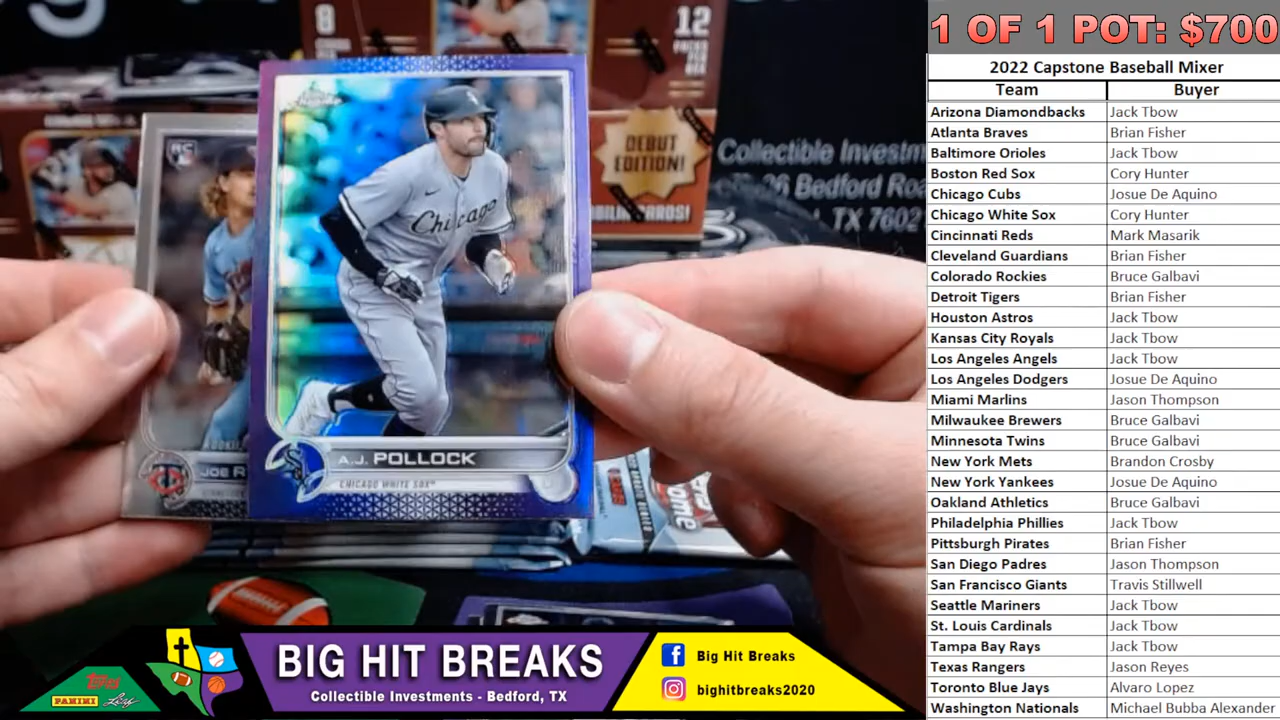 1 OF 1 POT: $700
2022 Capstone Baseball Mixer
Team Buyer
Arizona Diamondbacks Jack Tbow
Atlanta Braves Brian Fisher
Baltimore Orioles Jack Tbow
Boston Red Sox Cory Hunter
Chicago Cubs Josue De Aquino
Chicago White Sox Cory Hunter
Cincinnati Reds Mark Masarik
Cleveland Guardians Brian Fisher
Colorado Rockies Bruce Galbavi
Detroit Tigers Brian Fisher
Houston Astros Jack Tbow
Kansas City Royals Jack Tbow
Los Angeles Angels Jack Tbow
Los Angeles Dodgers Josue De Aquino
Miami Marlins Jason Thompson
Milwaukee Brewers Bruce Galbavi
Minnesota Twins Bruce Galbavi
New York Mets Brandon Crosby
New York Yankees Josue De Aquino
Oakland Athletics Bruce Galbavi
Philadelphia Phillies Jack Tbow
Pittsburgh Pirates Brian Fisher
San Diego Padres Jason Thompson
San Francisco Giants Travis Stillwell
Seattle Mariners Jack Tbow
St. Louis Cardinals Jack Tbow
Tampa Bay Rays Jack Tbow
Texas Rangers Jason Reyes
Toronto Blue Jays Alvaro Lopez
Washington Nationals Michael Bubba Alexander
8
12
DEBUT
EDITION!
Collectible Investm
Bedford Roa
TX 7602
RC
Chicago
A.J. POLLOCK
CHICAGO WHITE SOX
JOE R
BIG HIT BREAKS
Collectible Investments - Bedford, TX
Big Hit Breaks
bighitbreaks2020
Topps
PANINI
Leaf